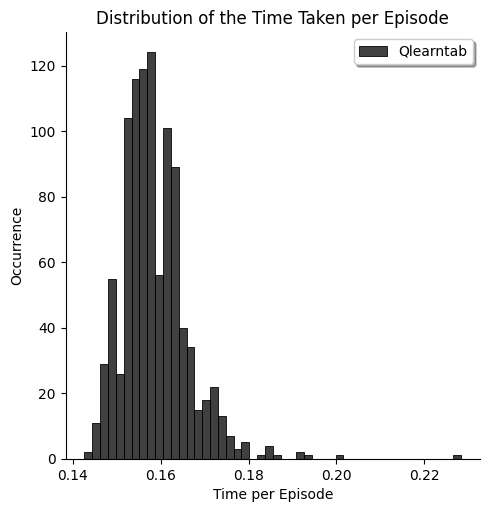 Distribution of the Time Taken per Episode
Qlearntab
120
100
80
60
40
20
0
Occurrence
0.14 0.16 0.18 0.20 0.22
Time per Episode